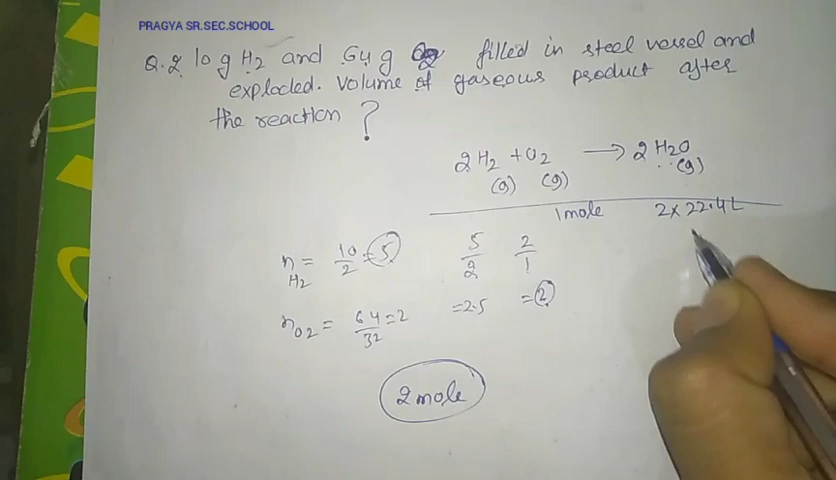 PRAGYA SR.SEC.SCHOOL
Q.2 10 g H2 and 64 g O2 filled in steel vessel and
exploded. Volume of gaseous product after
the reaction ?
2H2 + O2 → 2H2O
(g) (g) (g)
1 mole 2 x 22.4 L
nH2 = 10/2 = 5 5/2 2/1
nO2 = 64/32 = 2 =2.5 =2
2 mole